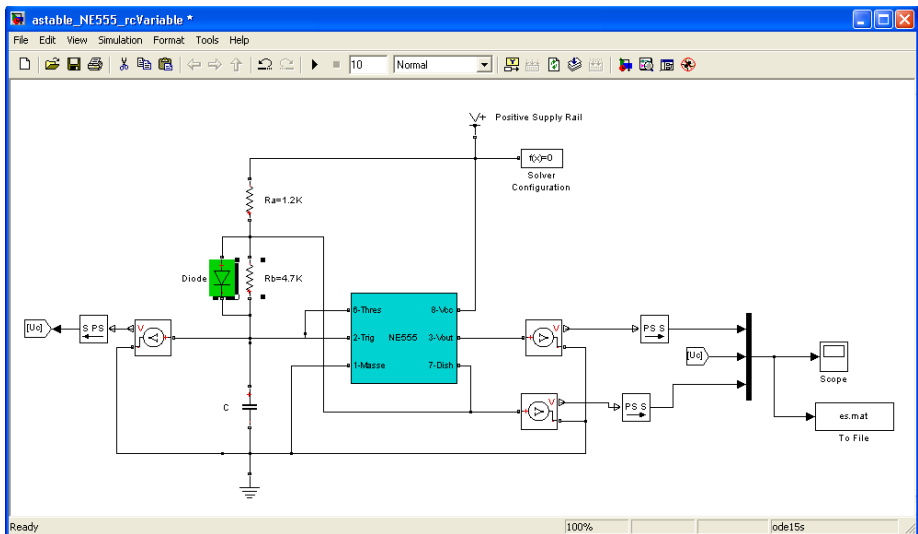 astable_NE555_rcVariable *
File Edit View Simulation Format Tools Help
10 Normal
V+ Positive Supply Rail
f(x)=0
Solver
Configuration
Ra=1.2K
Diode
Rb=4.7K
6-Thres 8-Vcc
[Uc] S PS V
2-Trig NE555 3-Vout
V PS S
1-Masse 7-Dish
[Uc]
Scope
C
V PS S
es.mat
To File
Ready 100% ode15s